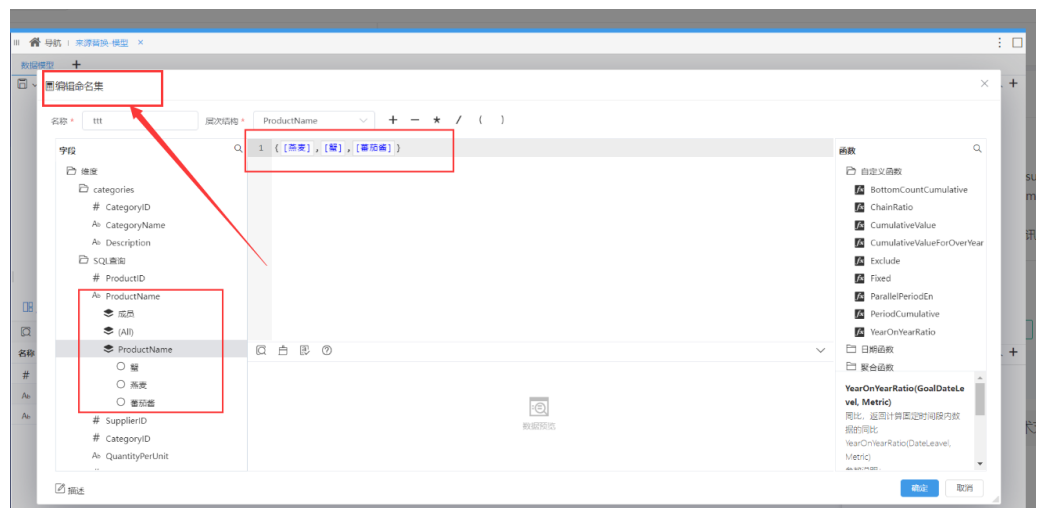 导航 来源替换-模型 ×
数据模型 +
编辑命名集
名称 * ttt 层次结构 * ProductName + - * / ( )
字段
维度
categories
# CategoryID
CategoryName
Description
SQL查询
# ProductID
ProductName
成员
(All)
ProductName
蟹
燕麦
蕃茄酱
# SupplierID
# CategoryID
QuantityPerUnit
1 {[燕麦],[蟹],[蕃茄酱]}
数据预览
函数
自定义函数
BottomCountCumulative
ChainRatio
CumulativeValue
CumulativeValueForOverYear
Exclude
Fixed
ParallelPeriodEn
PeriodCumulative
YearOnYearRatio
日期函数
聚合函数
YearOnYearRatio(GoalDateLe
vel, Metric)
同比，返回计算固定时间段内数
据的同比
YearOnYearRatio(DateLeavel,
Metric)
描述
确定 取消
名称